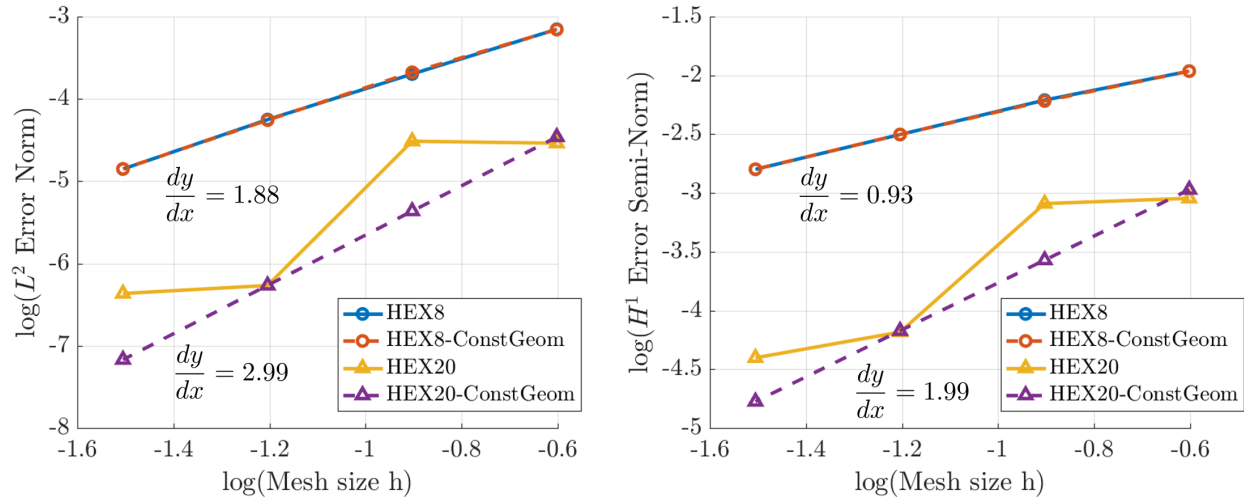 -3
-4
-5
-6
-7
-8
log(L² Error Norm)
dy/dx = 1.88
dy/dx = 2.99
HEX8
HEX8-ConstGeom
HEX20
HEX20-ConstGeom
-1.6
-1.4
-1.2
-1
-0.8
-0.6
log(Mesh size h)
-1.5
-2
-2.5
-3
-3.5
-4
-4.5
-5
log(H¹ Error Semi-Norm)
dy/dx = 0.93
dy/dx = 1.99
HEX8
HEX8-ConstGeom
HEX20
HEX20-ConstGeom
-1.6
-1.4
-1.2
-1
-0.8
-0.6
log(Mesh size h)